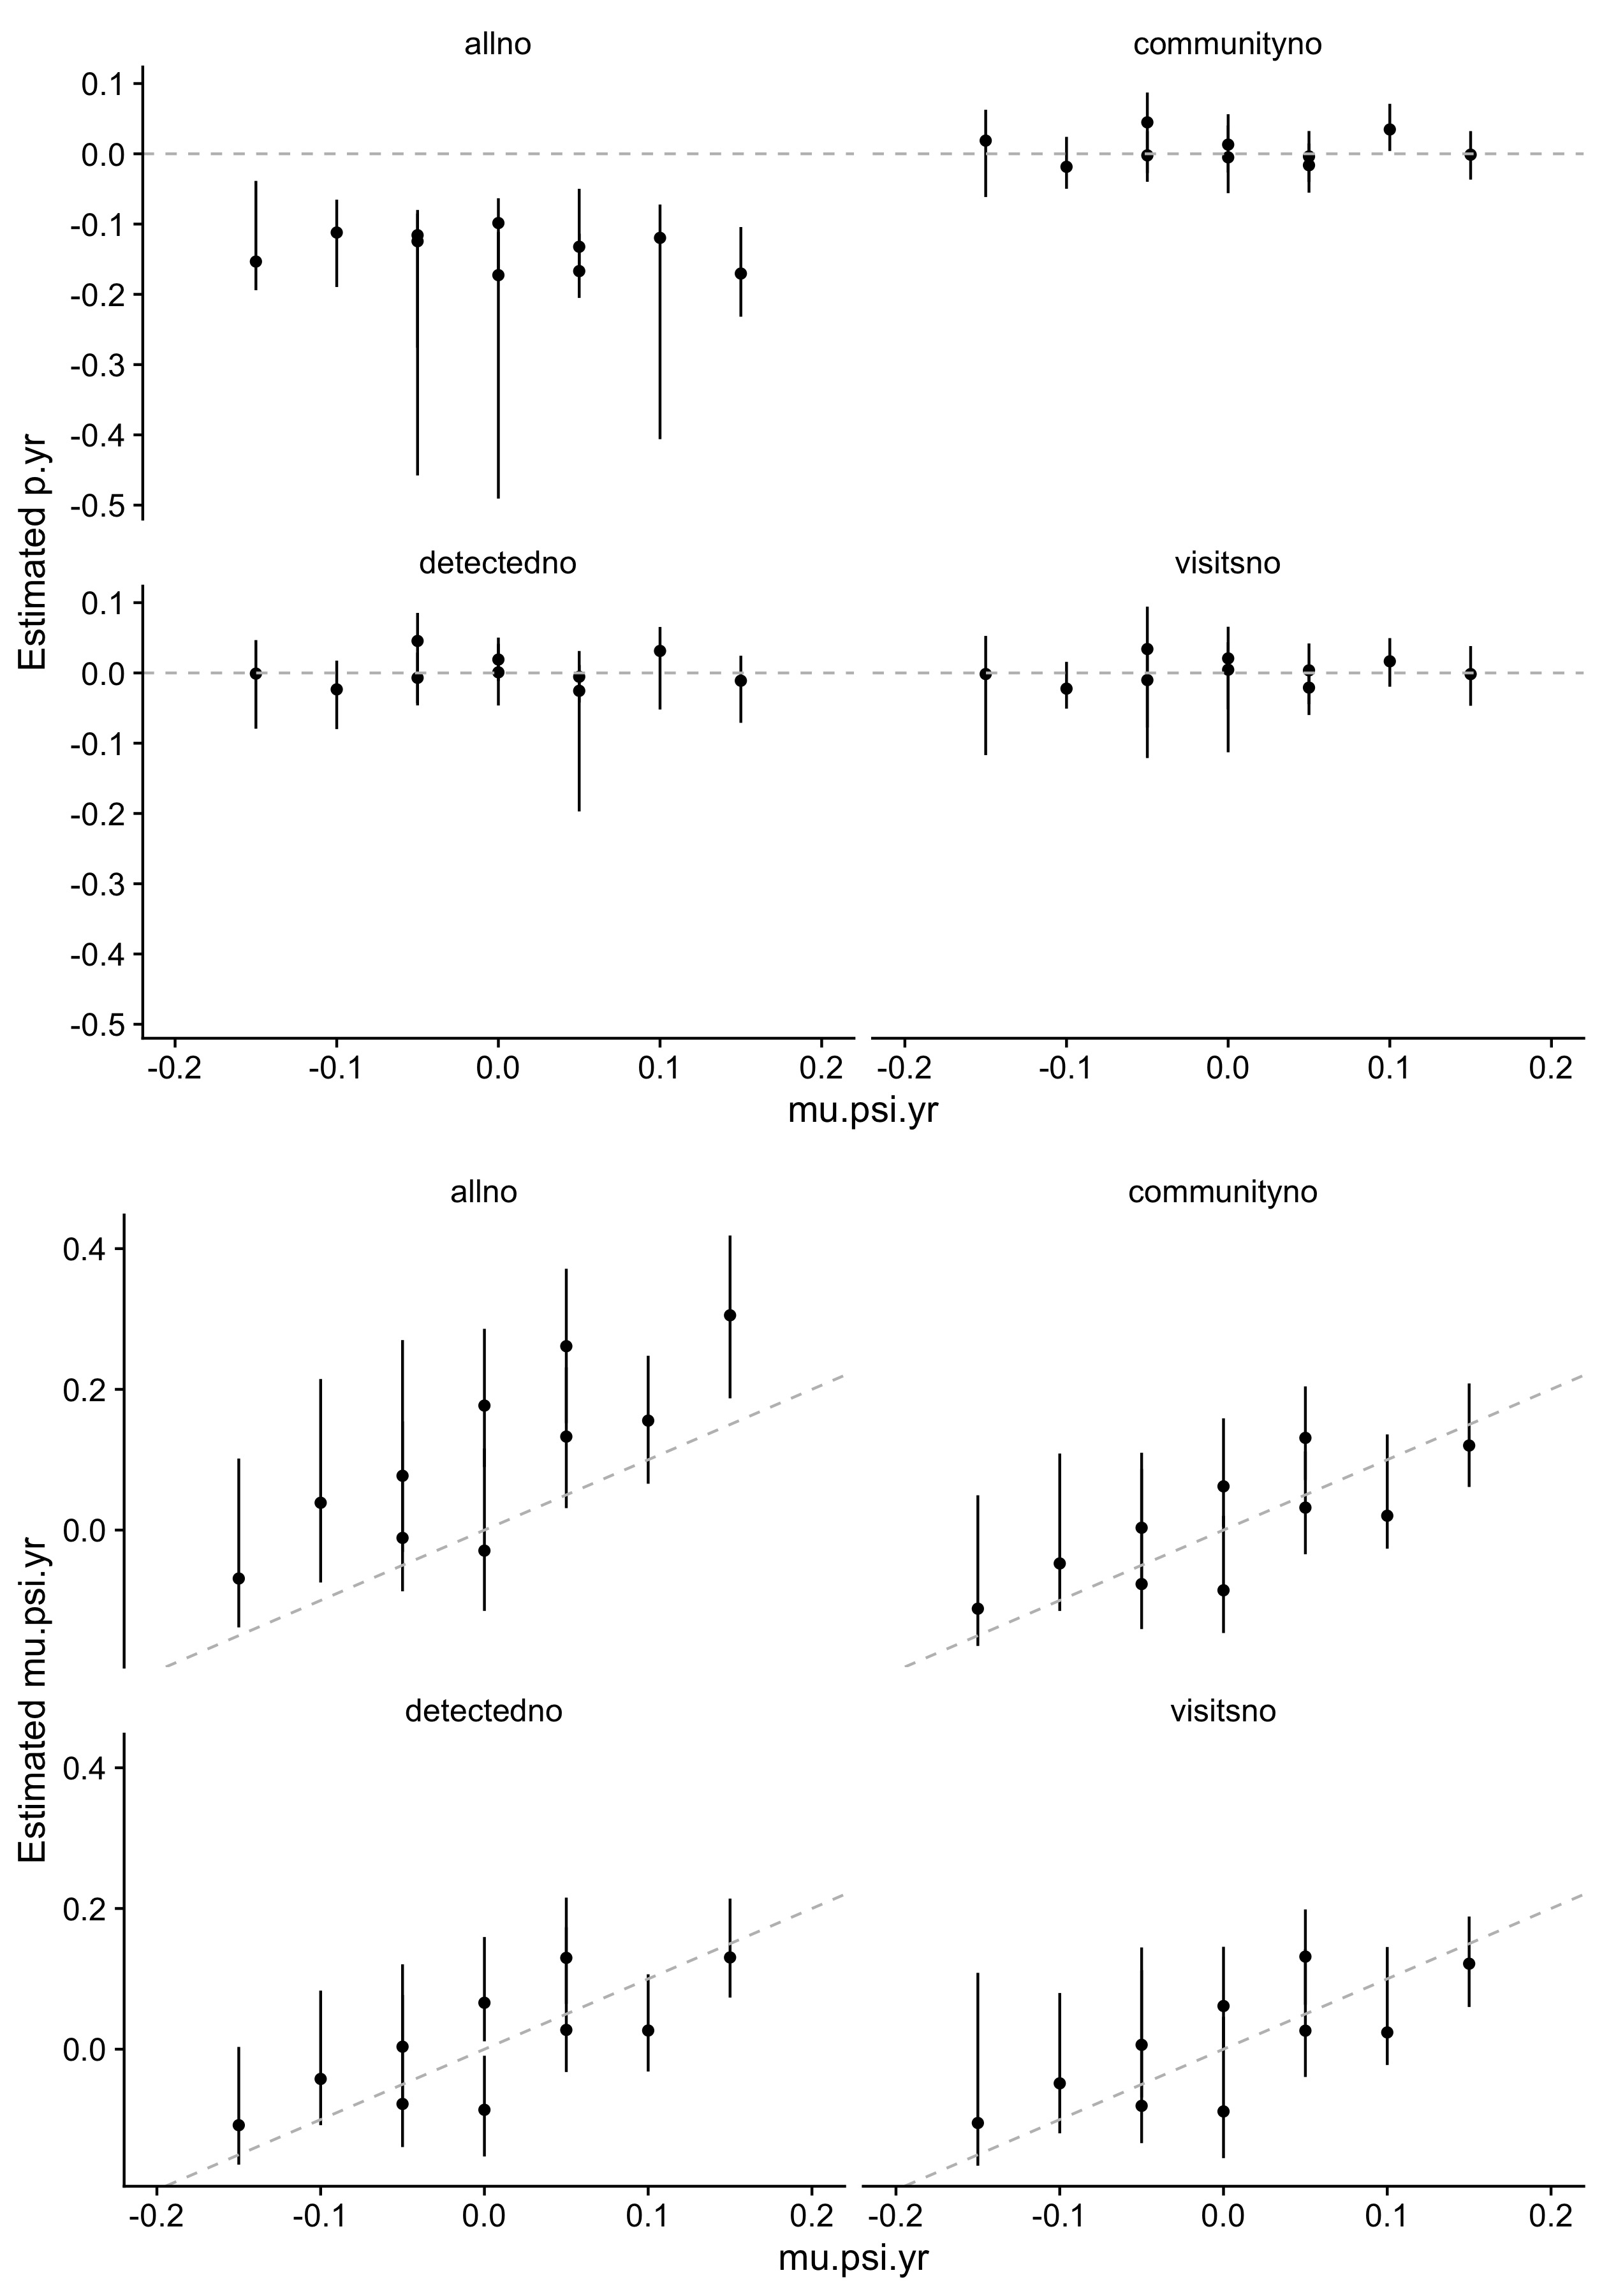 allno communityno
0.1
0.0
-0.1
-0.2
-0.3
-0.4
-0.5
Estimated p.yr
detectedno visitsno
0.1
0.0
-0.1
-0.2
-0.3
-0.4
-0.5
-0.2 -0.1 0.0 0.1 0.2 -0.2 -0.1 0.0 0.1 0.2
mu.psi.yr
allno communityno
0.4
0.2
0.0
Estimated mu.psi.yr
detectedno visitsno
0.4
0.2
0.0
-0.2 -0.1 0.0 0.1 0.2 -0.2 -0.1 0.0 0.1 0.2
mu.psi.yr